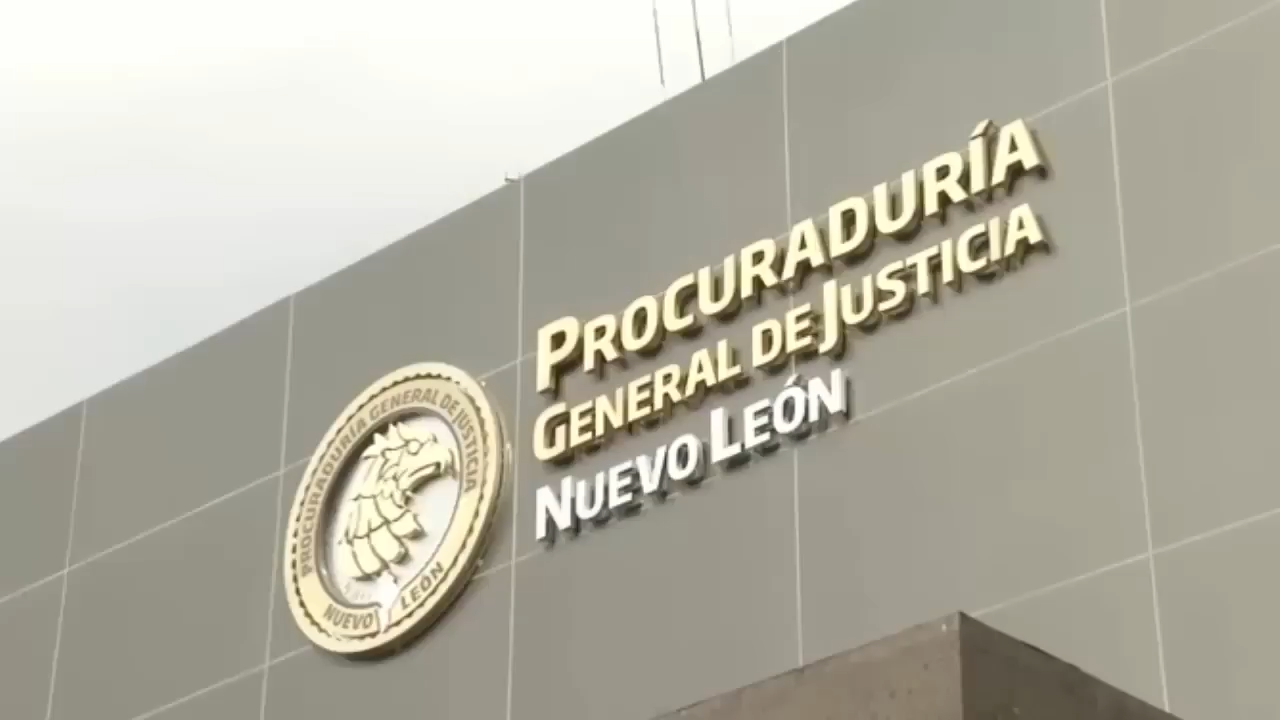 PROCURADURÍA
GENERAL DE JUSTICIA
NUEVO LEÓN
PROCURADURÍA GENERAL DE JUSTICIA
NUEVO LEÓN